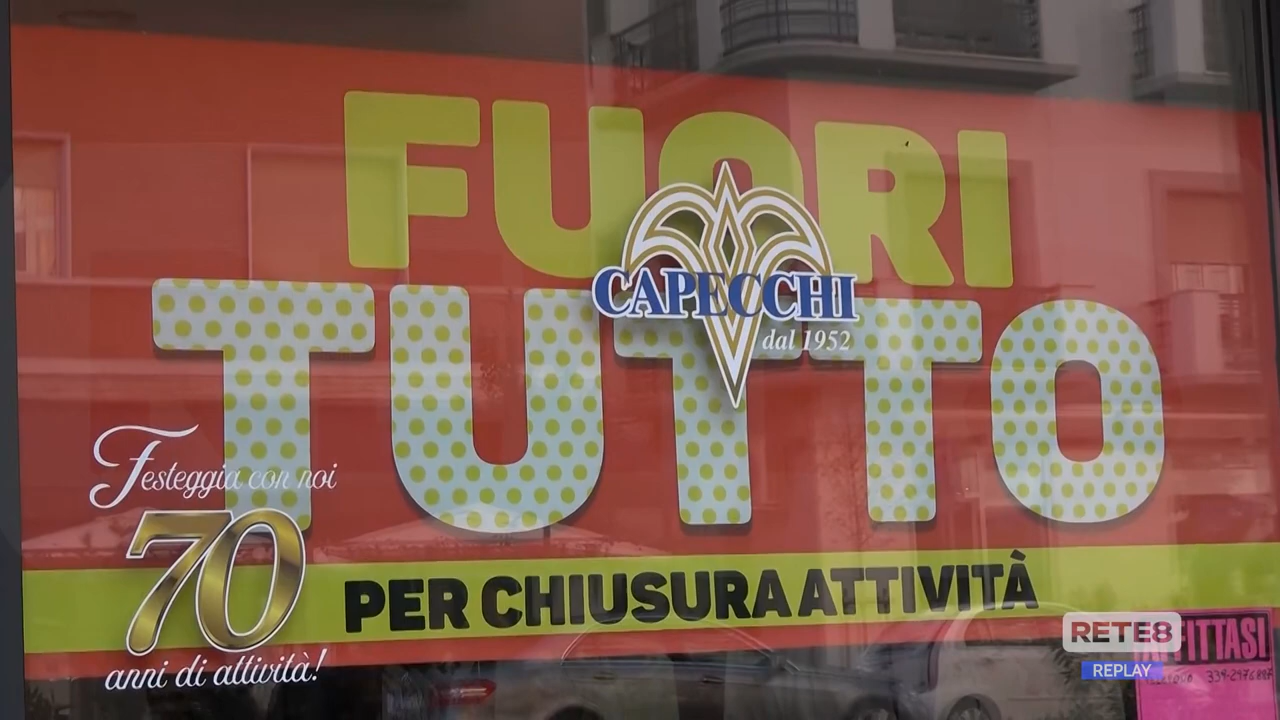 FUORI
TUTTO
CAPECCHI
dal 1952
Festeggia con noi
70
anni di attività!
PER CHIUSURA ATTIVITÀ
RETE8
REPLAY
AFFITTASI